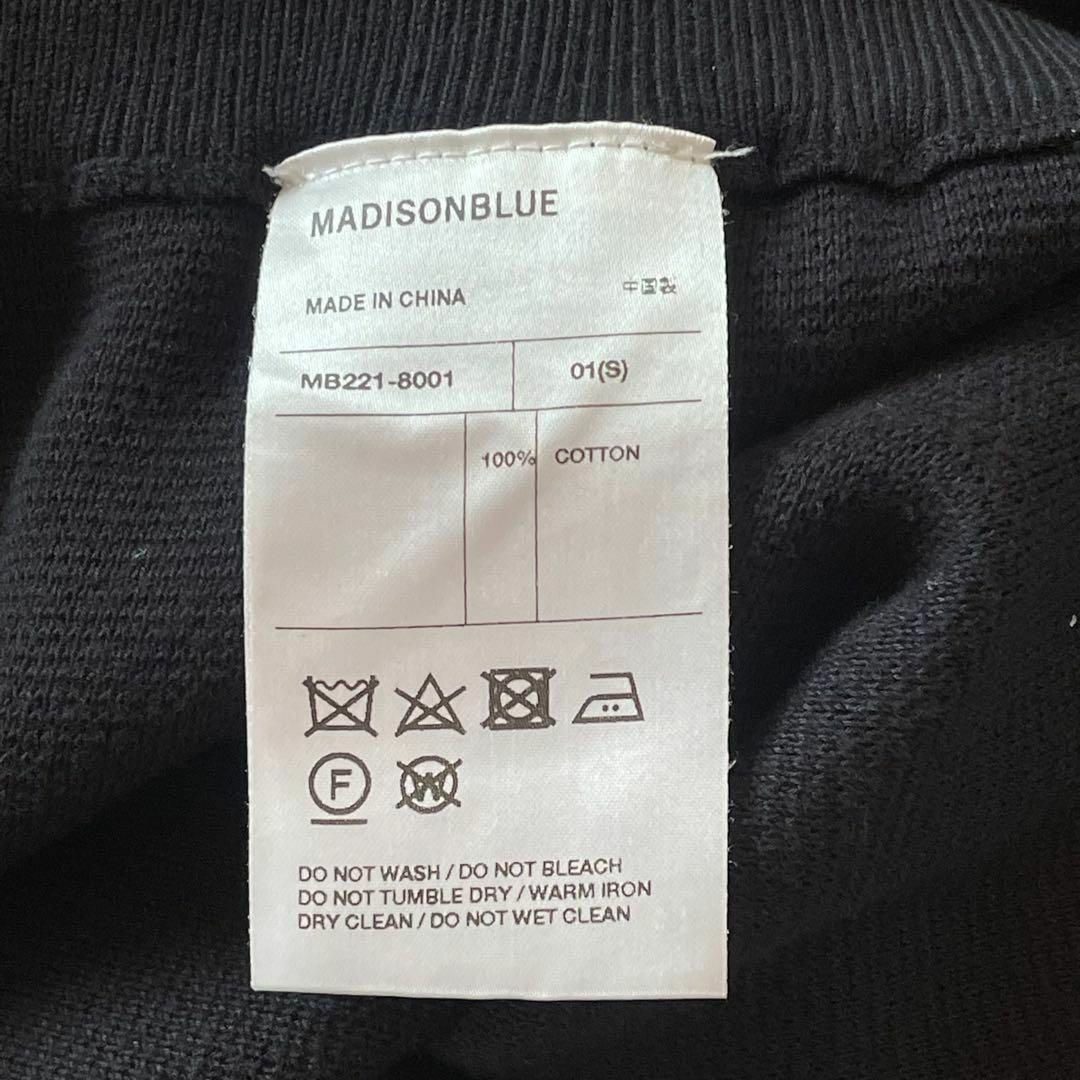 MADISONBLUE
MADE IN CHINA 中国製
MB221-8001 01(S)
100% COTTON
F W
DO NOT WASH / DO NOT BLEACH
DO NOT TUMBLE DRY / WARM IRON
DRY CLEAN / DO NOT WET CLEAN